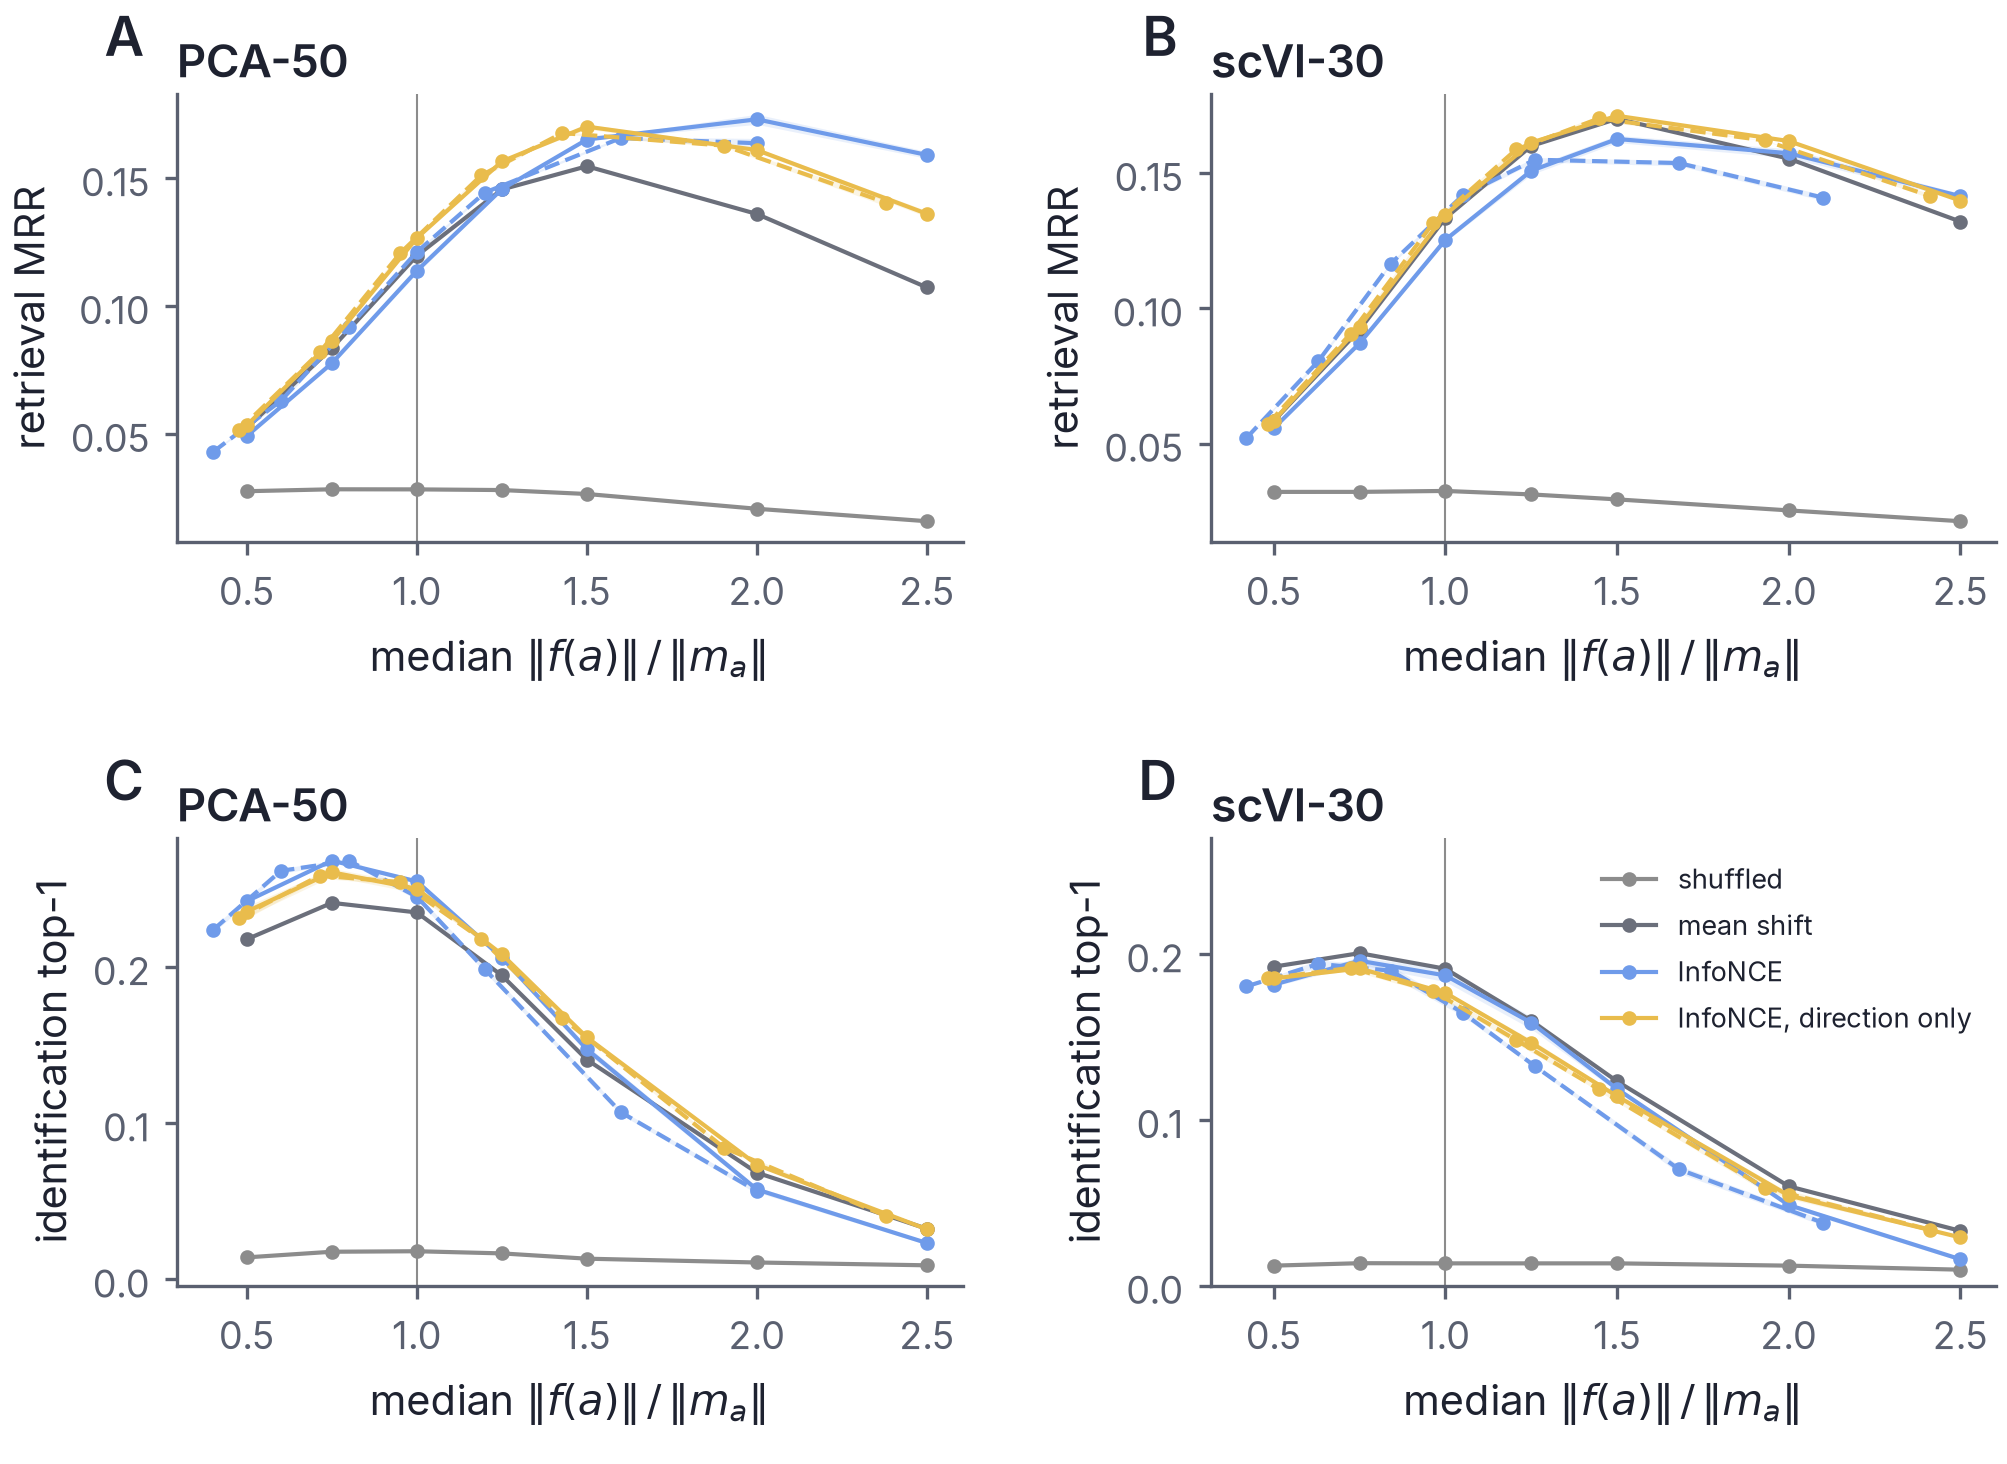 A
PCA-50
retrieval MRR
0.15
0.10
0.05
0.5 1.0 1.5 2.0 2.5
median ‖f(a)‖ / ‖mₐ‖
B
scVI-30
retrieval MRR
0.15
0.10
0.05
0.5 1.0 1.5 2.0 2.5
median ‖f(a)‖ / ‖mₐ‖
C
PCA-50
identification top-1
0.2
0.1
0.0
0.5 1.0 1.5 2.0 2.5
median ‖f(a)‖ / ‖mₐ‖
D
scVI-30
identification top-1
0.2
0.1
0.0
0.5 1.0 1.5 2.0 2.5
median ‖f(a)‖ / ‖mₐ‖
shuffled
mean shift
InfoNCE
InfoNCE, direction only